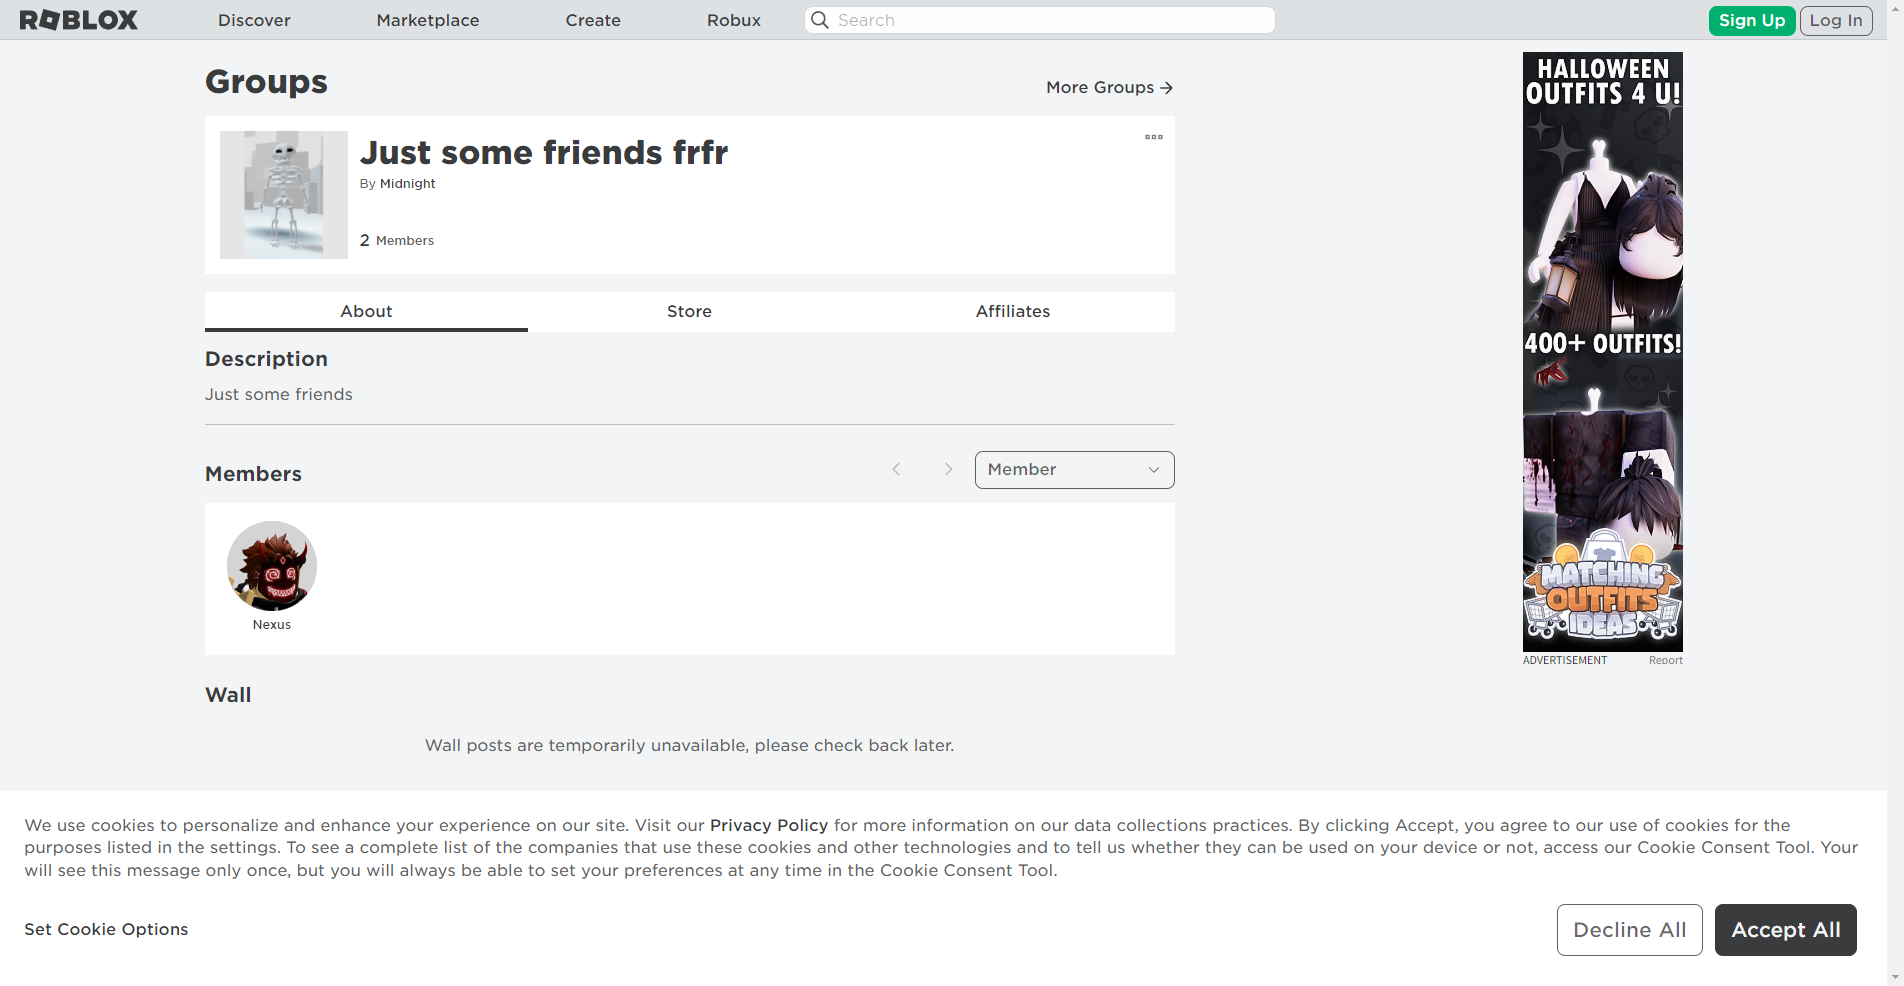 ROBLOX
Discover
Marketplace
Create
Robux
Search
Sign Up
Log In
Groups
More Groups
Just some friends frfr
By Midnight
2 Members
About
Store
Affiliates
Description
Just some friends
Members
Member
Nexus
Wall
Wall posts are temporarily unavailable, please check back later.
HALLOWEEN
OUTFITS 4 U!
400+ OUTFITS!
MATCHING
OUTFITS
IDEAS
ADVERTISEMENT
Report
We use cookies to personalize and enhance your experience on our site. Visit our Privacy Policy for more information on our data collections practices. By clicking Accept, you agree to our use of cookies for the
purposes listed in the settings. To see a complete list of the companies that use these cookies and other technologies and to tell us whether they can be used on your device or not, access our Cookie Consent Tool. Your
will see this message only once, but you will always be able to set your preferences at any time in the Cookie Consent Tool.
Set Cookie Options
Decline All
Accept All